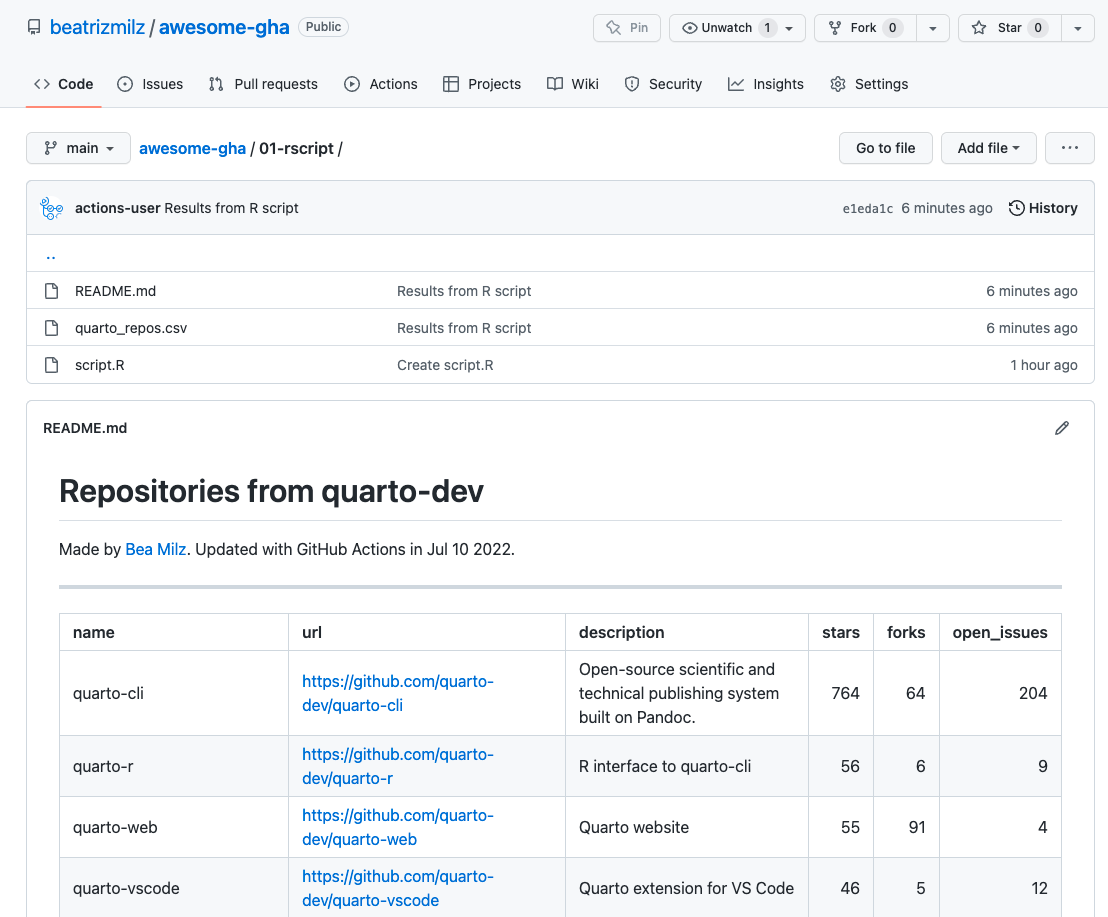 beatrizmilz / awesome-gha Public
Pin Unwatch 1 Fork 0 Star 0
Code Issues Pull requests Actions Projects Wiki Security Insights Settings
main awesome-gha / 01-rscript / Go to file Add file ...
actions-user Results from R script e1eda1c 6 minutes ago History
..
README.md Results from R script 6 minutes ago
quarto_repos.csv Results from R script 6 minutes ago
script.R Create script.R 1 hour ago
README.md
Repositories from quarto-dev
Made by Bea Milz. Updated with GitHub Actions in Jul 10 2022.
name url description stars forks open_issues
quarto-cli https://github.com/quarto-dev/quarto-cli Open-source scientific and technical publishing system built on Pandoc. 764 64 204
quarto-r https://github.com/quarto-dev/quarto-r R interface to quarto-cli 56 6 9
quarto-web https://github.com/quarto-dev/quarto-web Quarto website 55 91 4
quarto-vscode https://github.com/quarto-dev/quarto-vscode Quarto extension for VS Code 46 5 12